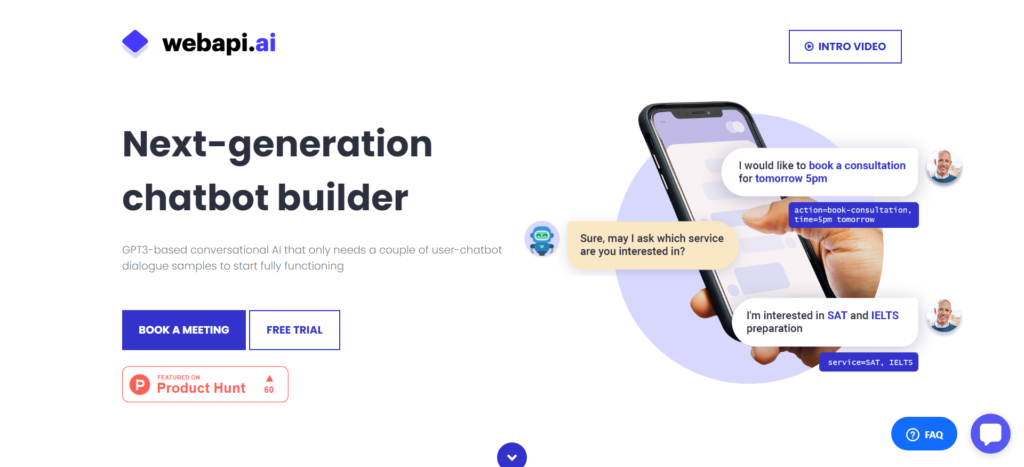 webapi.ai
INTRO VIDEO
Next-generation
chatbot builder
GPT3-based conversational AI that only needs a couple of user-chatbot
dialogue samples to start fully functioning
BOOK A MEETING
FREE TRIAL
P
FEATURED ON
Product Hunt
60
I would like to book a consultation
for tomorrow 5pm
action=book-consultation,
time=5pm tomorrow
Sure, may I ask which service
are you interested in?
I'm interested in SAT and IELTS
preparation
service=SAT, IELTS
? FAQ